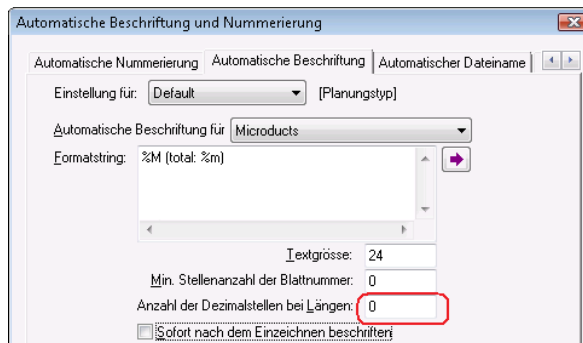 Automatische Beschriftung und Nummerierung
Automatische Nummerierung Automatische Beschriftung Automatischer Dateiname
Einstellung für: Default [Planungstyp]
Automatische Beschriftung für Microducts
Formatstring: %M (total: %m)
Textgrösse: 24
Min. Stellenanzahl der Blattnummer: 0
Anzahl der Dezimalstellen bei Längen: 0
Sofort nach dem Einzeichnen beschriften